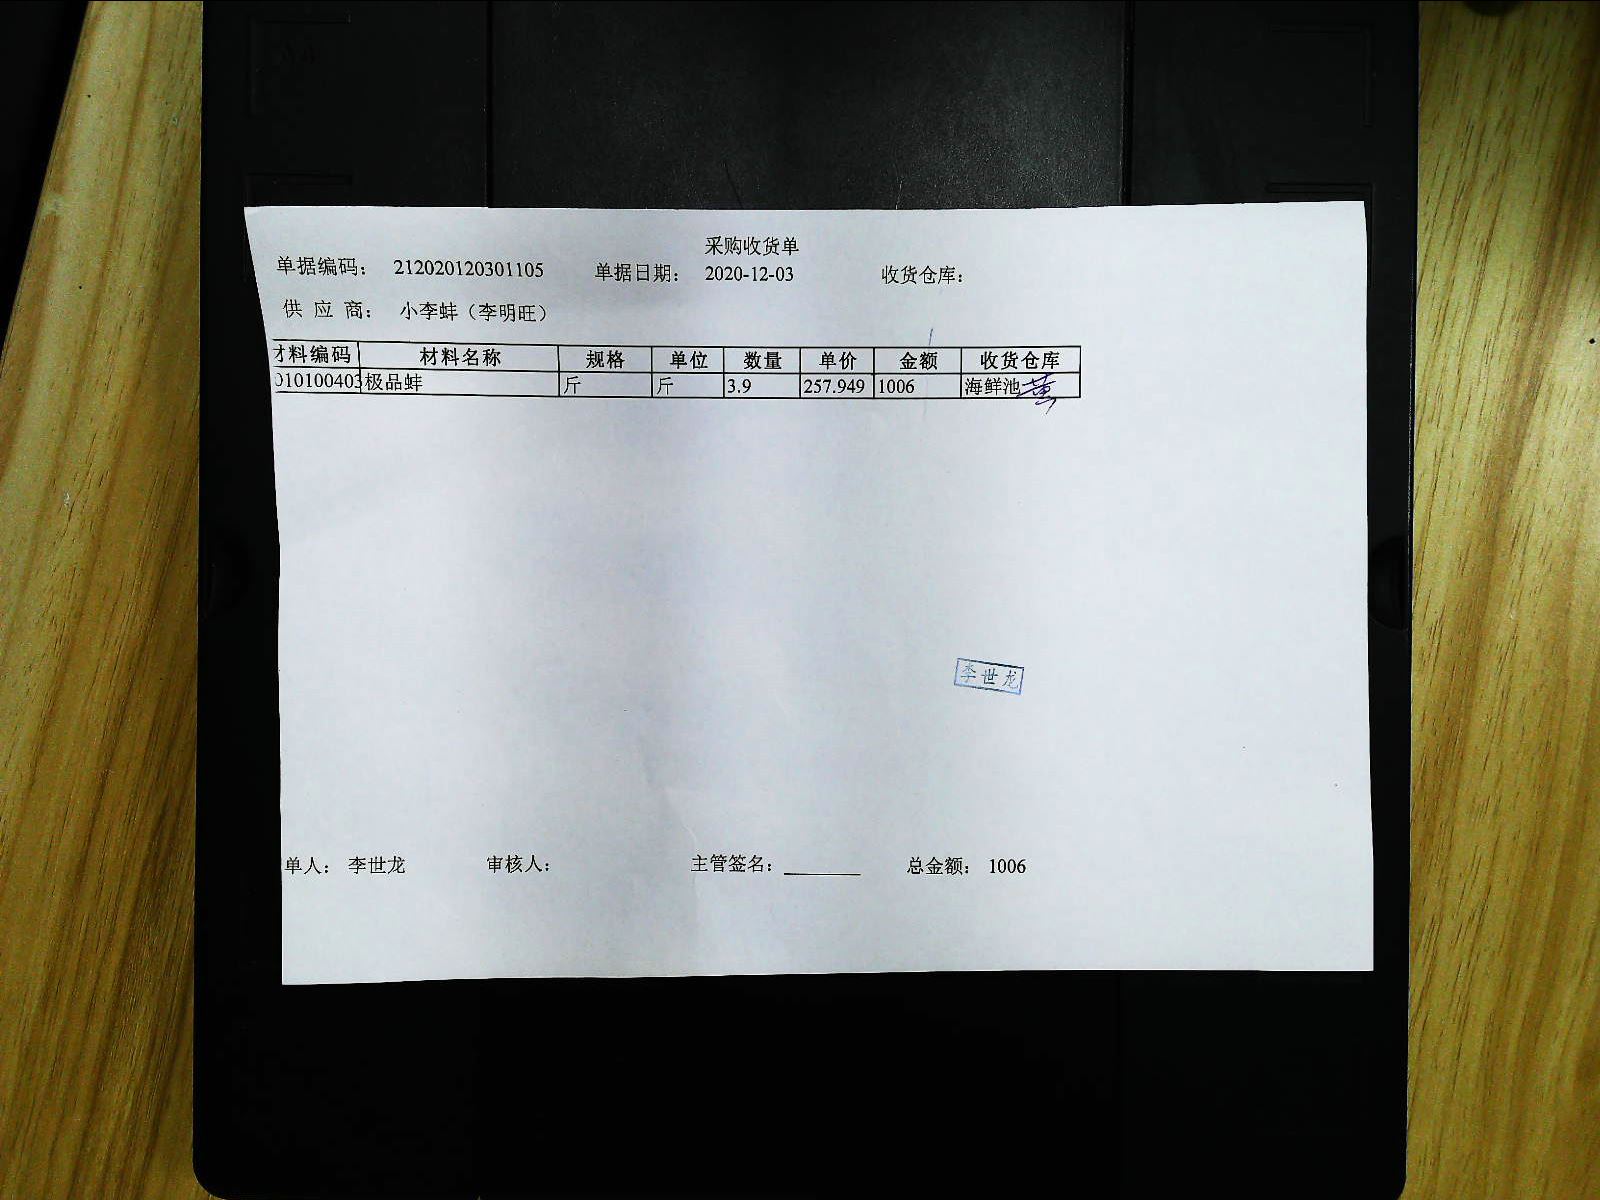 采购收货单
单据编码： 212020120301105 单据日期： 2020-12-03 收货仓库：
供 应 商： 小李蚌（李明旺）
材料编码 材料名称 规格 单位 数量 单价 金额 收货仓库
010100403 极品蚌 斤 斤 3.9 257.949 1006 海鲜池
李世龙
单人： 李世龙 审核人： 主管签名： 总金额： 1006